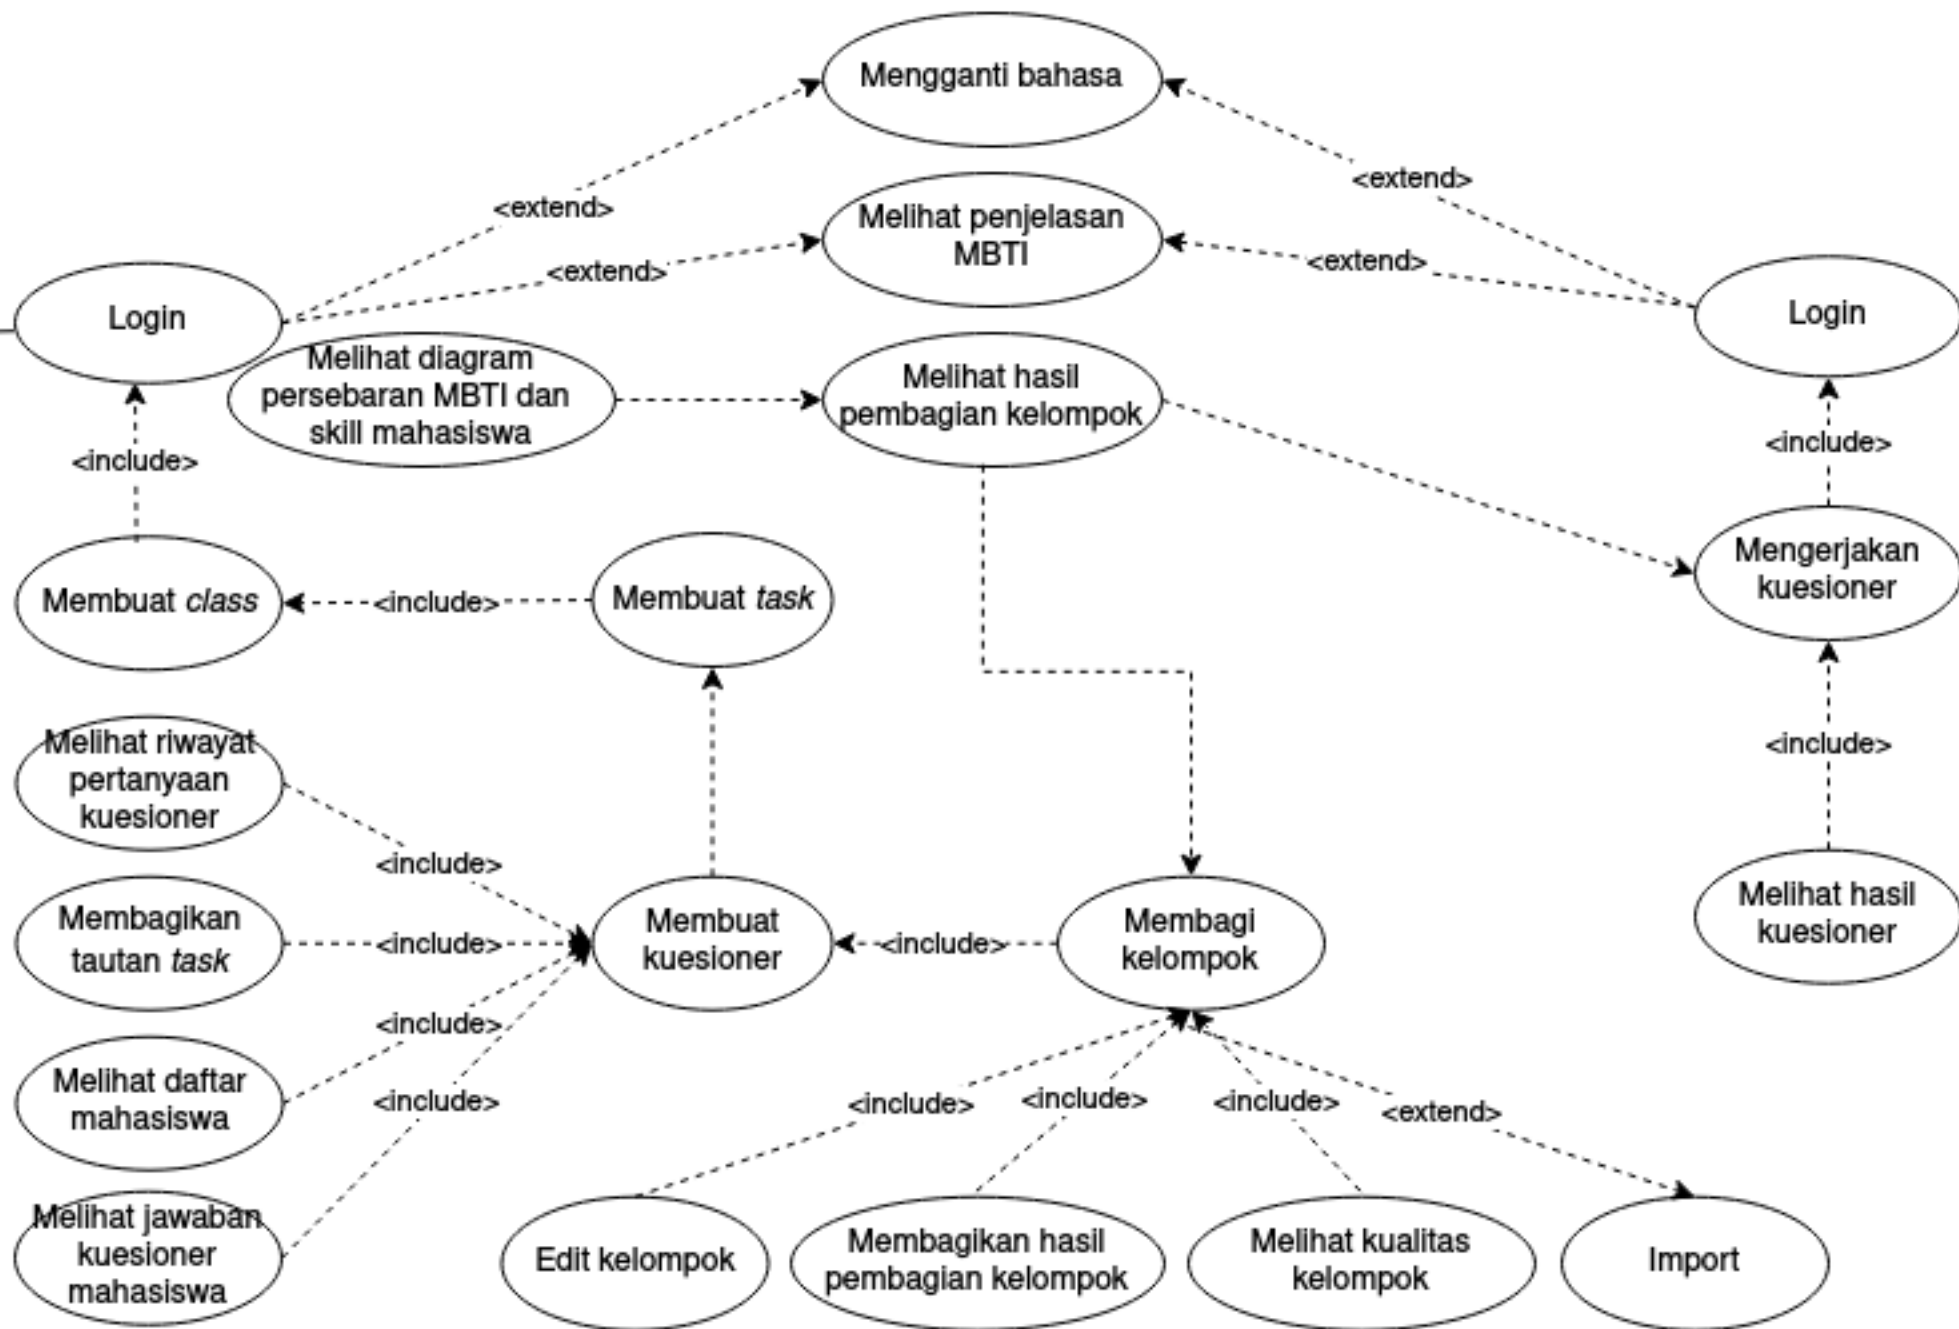 Mengganti bahasa
<extend>
<extend>
Melihat penjelasan
MBTI
<extend>
<extend>
Login
Login
Melihat diagram
persebaran MBTI dan
skill mahasiswa
Melihat hasil
pembagian kelompok
<include>
<include>
Membuat class
<include>
Membuat task
Mengerjakan
kuesioner
Melihat riwayat
pertanyaan
kuesioner
<include>
<include>
Membagikan
tautan task
<include>
Membuat
kuesioner
<include>
Membagi
kelompok
Melihat hasil
kuesioner
<include>
Melihat daftar
mahasiswa
<include>
<include>
<include>
<include>
<extend>
Melihat jawaban
kuesioner
mahasiswa
Edit kelompok
Membagikan hasil
pembagian kelompok
Melihat kualitas
kelompok
Import